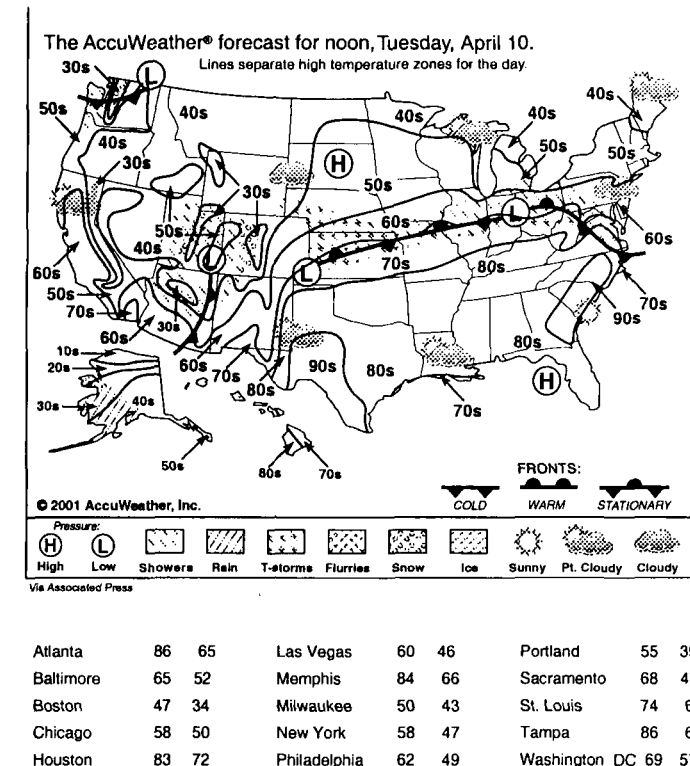 The AccuWeather® forecast for noon, Tuesday, April 10.
Lines separate high temperature zones for the day.
30s
L
50s
40s
40s
30s
40s
40s
40s
50s
50s
H
30s
50s
50s
60s
40s
L
L
60s
60s
50s
70s
L
70s
80s
70s
60s
30s
90s
10s
60s
70s
80s
90s
80s
80s
20s
H
30s
40s
70s
50s
80s
70s
FRONTS:
COLD WARM STATIONARY
© 2001 AccuWeather, Inc.
Pressure:
H L
High Low Showers Rain T-storms Flurries Snow Ice Sunny Pt. Cloudy Cloudy
Via Associated Press
Atlanta 86 65 Las Vegas 60 46 Portland 55
Baltimore 65 52 Memphis 84 66 Sacramento 68
Boston 47 34 Milwaukee 50 43 St. Louis 74
Chicago 58 50 New York 58 47 Tampa 86
Houston 83 72 Philadelphia 62 49 Washington DC 69